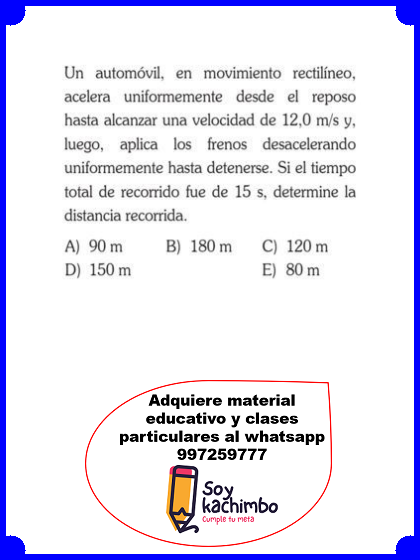 Un automóvil, en movimiento rectilíneo,
acelera uniformemente desde el reposo
hasta alcanzar una velocidad de 12,0 m/s y,
luego, aplica los frenos desacelerando
uniformemente hasta detenerse. Si el tiempo
total de recorrido fue de 15 s, determine la
distancia recorrida.
A) 90 m B) 180 m C) 120 m
D) 150 m E) 80 m
Adquiere material
educativo y clases
particulares al whatsapp
997259777
Soy
kachimbo
Cumple tu meta